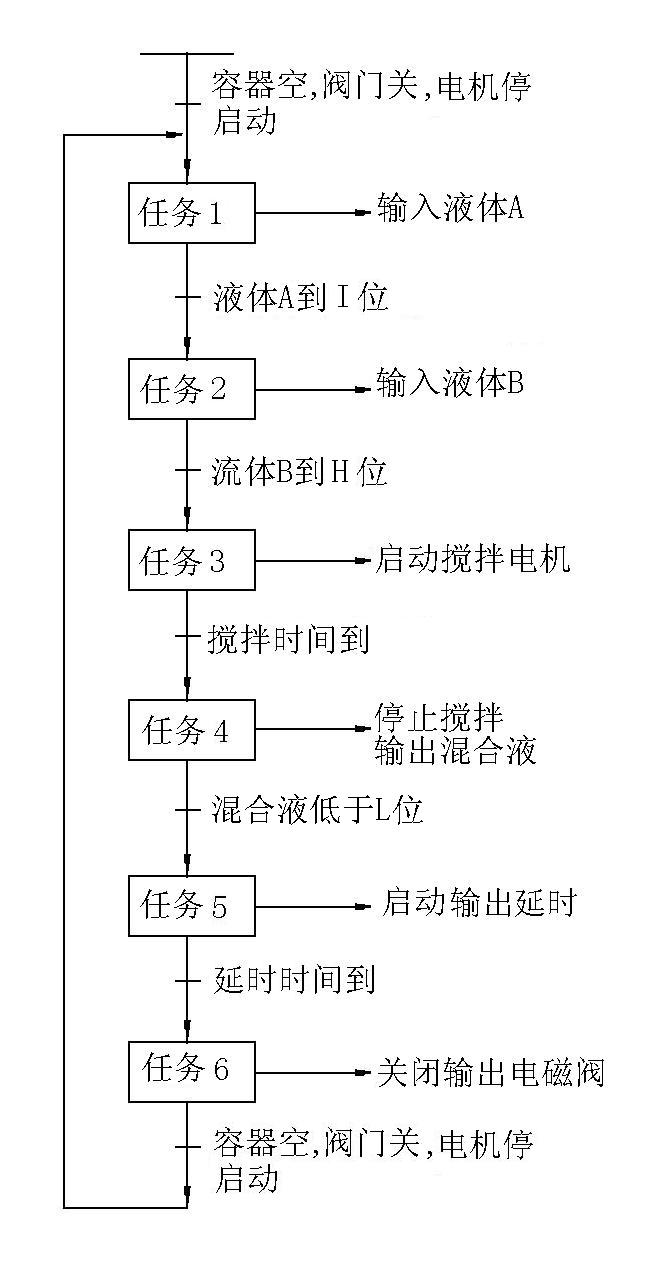 容器空,阀门关,电机停
启动
任务1
输入液体A
液体A到I位
任务2
输入液体B
流体B到H位
任务3
启动搅拌电机
搅拌时间到
任务4
停止搅拌
输出混合液
混合液低于L位
任务5
启动输出延时
延时时间到
任务6
关闭输出电磁阀
容器空,阀门关,电机停
启动